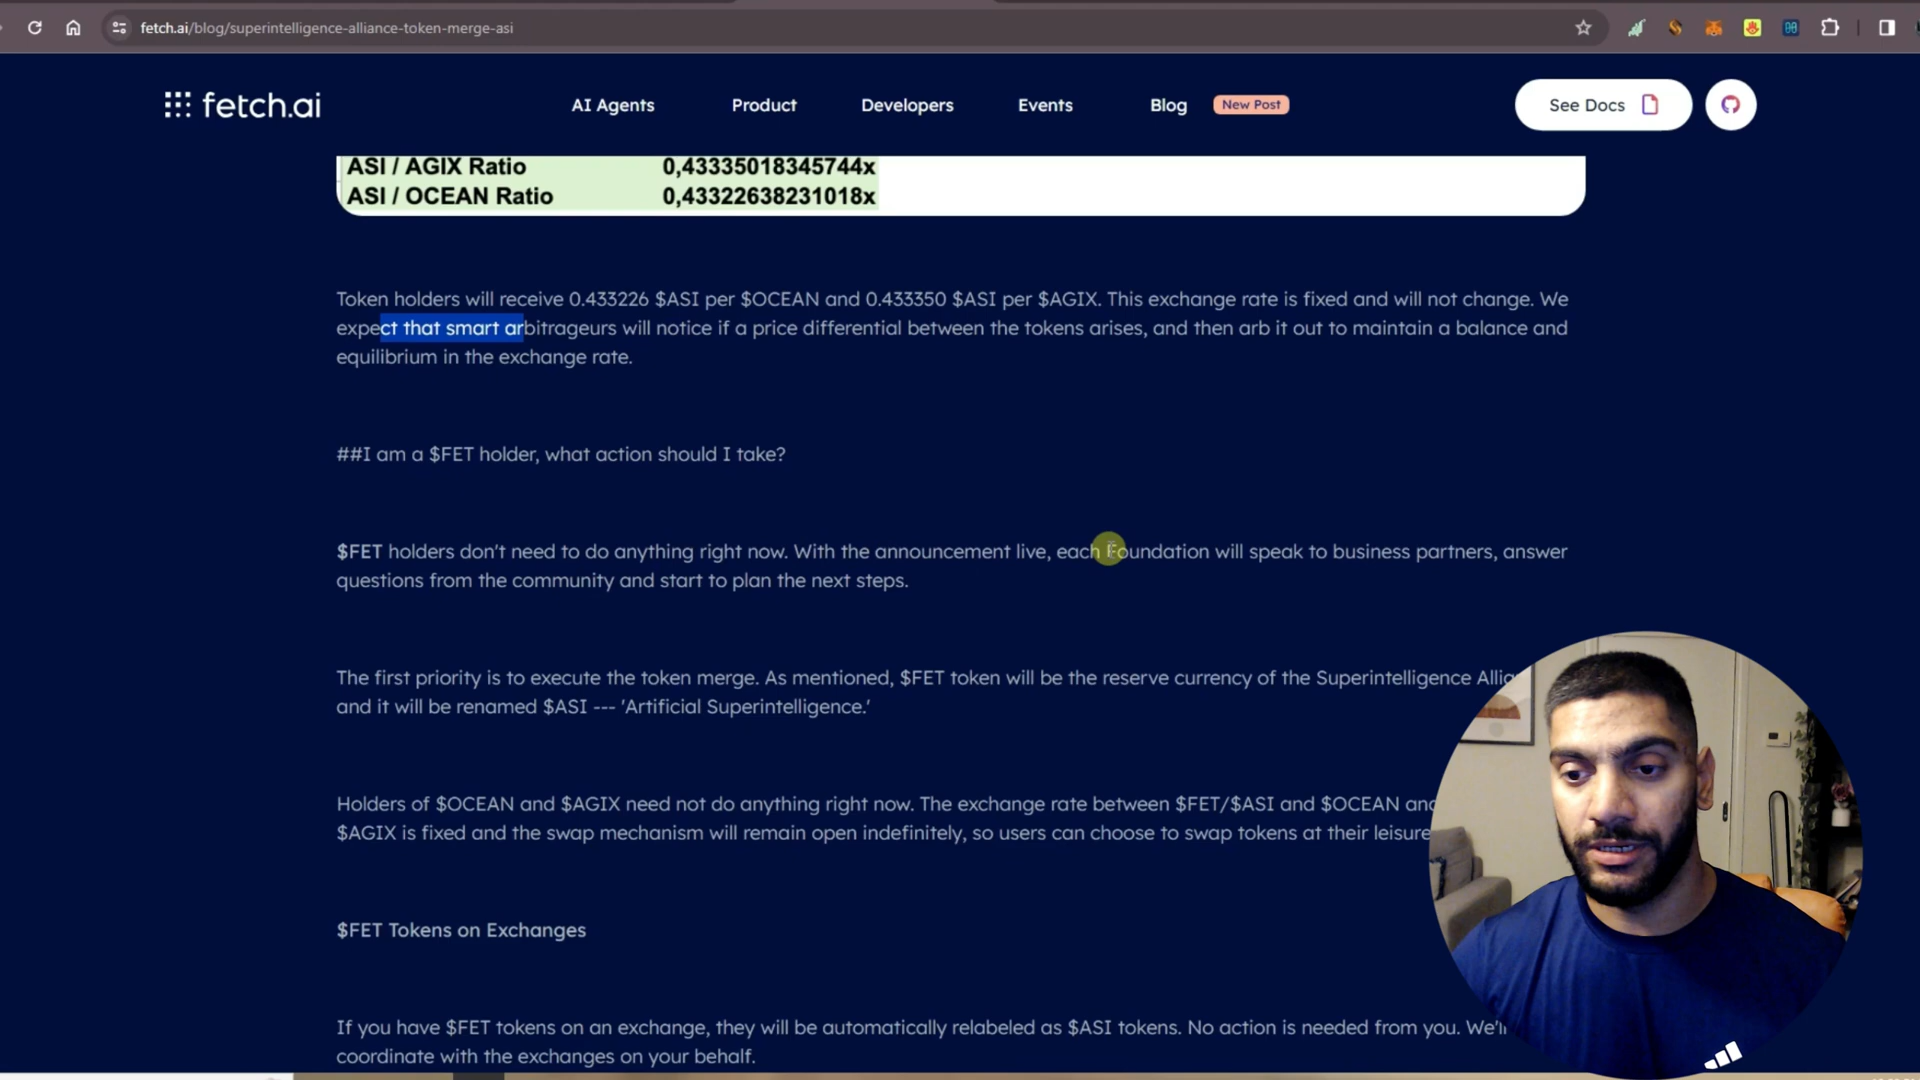 fetch.ai/blog/superintelligence-alliance-token-merge-asi
fetch.ai
AI Agents
Product
Developers
Events
Blog
New Post
See Docs
ASI / AGIX Ratio 0,43335018345744x
ASI / OCEAN Ratio 0,43322638231018x
Token holders will receive 0.433226 $ASI per $OCEAN and 0.433350 $ASI per $AGIX. This exchange rate is fixed and will not change. We
expect that smart arbitrageurs will notice if a price differential between the tokens arises, and then arb it out to maintain a balance and
equilibrium in the exchange rate.
##I am a $FET holder, what action should I take?
$FET holders don't need to do anything right now. With the announcement live, each Foundation will speak to business partners, answer
questions from the community and start to plan the next steps.
The first priority is to execute the token merge. As mentioned, $FET token will be the reserve currency of the Superintelligence
and it will be renamed $ASI --- 'Artificial Superintelligence.'
Holders of $OCEAN and $AGIX need not do anything right now. The exchange rate between $FET/$ASI and $OCEAN and
$AGIX is fixed and the swap mechanism will remain open indefinitely, so users can choose to swap tokens at their leisure
$FET Tokens on Exchanges
If you have $FET tokens on an exchange, they will be automatically relabeled as $ASI tokens. No action is needed from you. We'll
coordinate with the exchanges on your behalf.